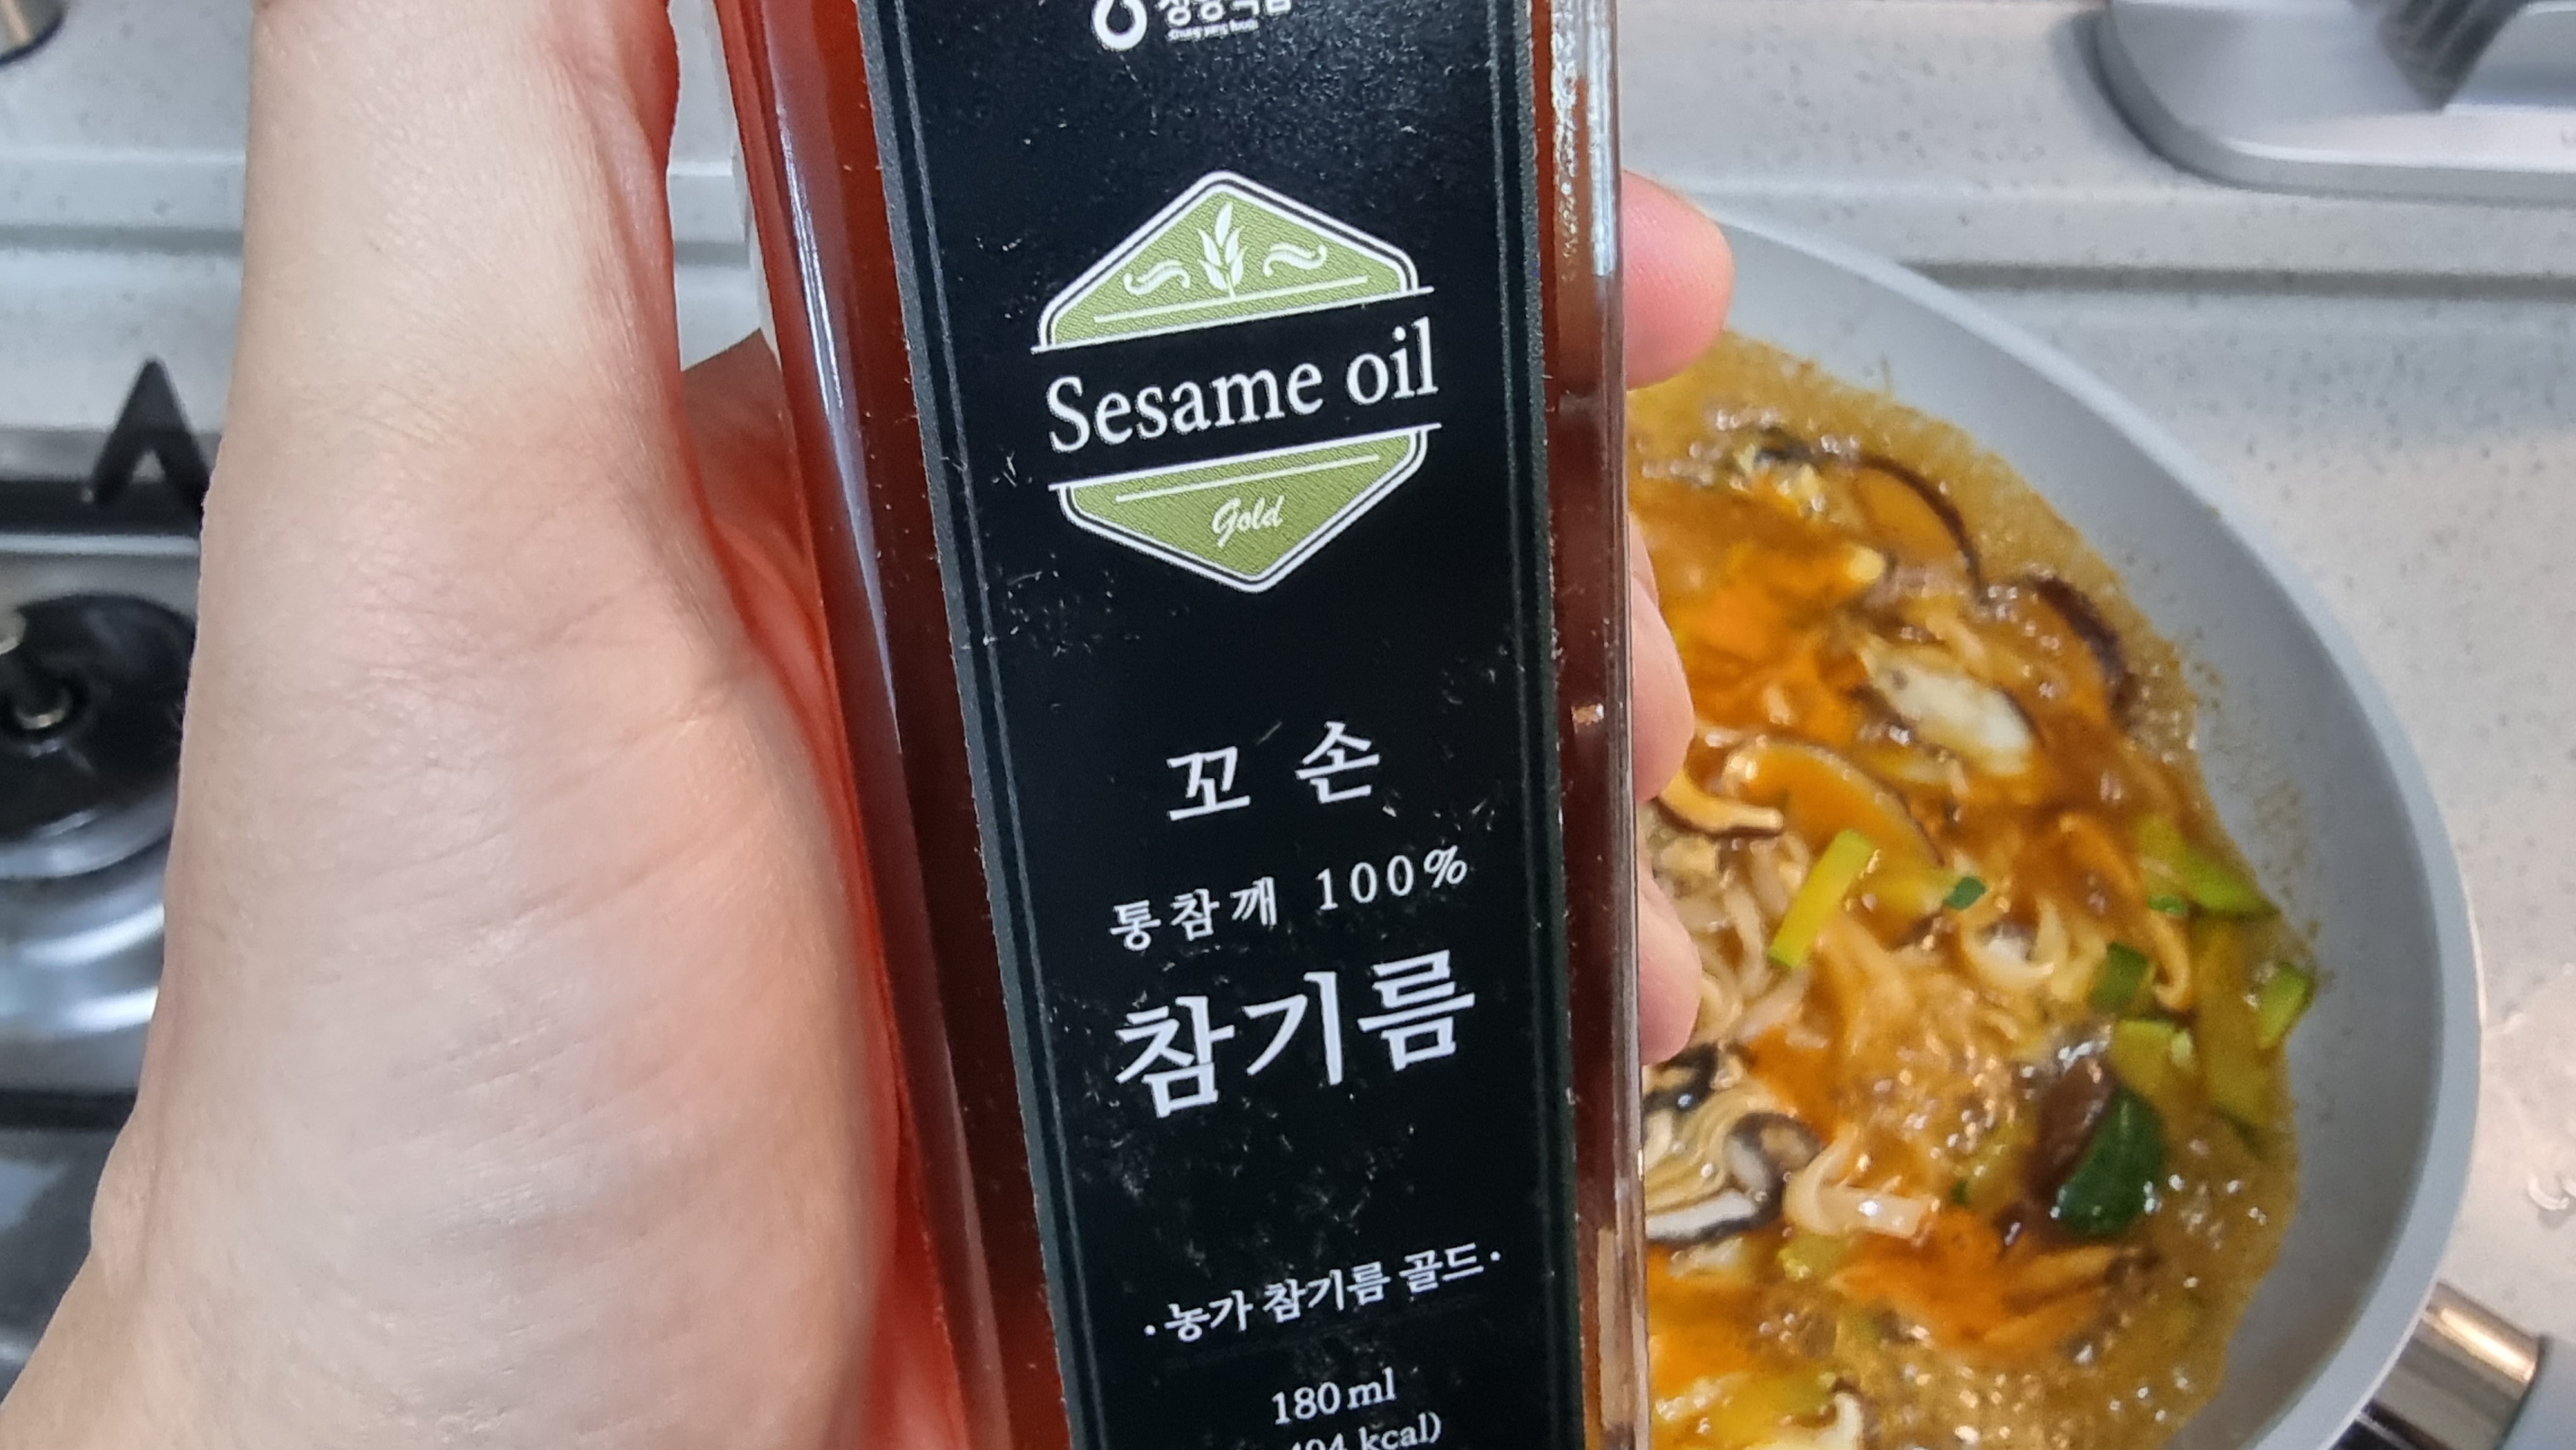 Sesame oil
Gold
꼬손
통참깨 100%
참기름
·농가 참기름 골드·
180 ml
kcal)